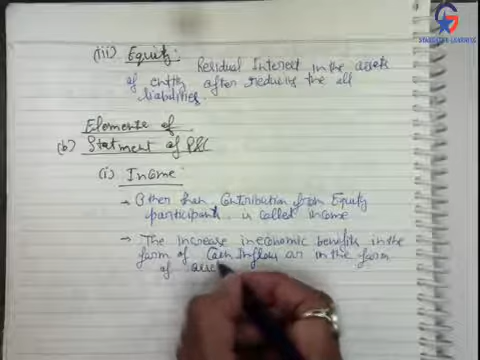 (iii) Equity: Residual Interest in the assets
of entity after reducing the all
liabilities.
Elements of
(b) Statment of P&L
(i) Income:
→ Other than Contribution from Equity
participant is called income
→ The increase in economic benefits in the
form of Cash Inflow or in the form
of